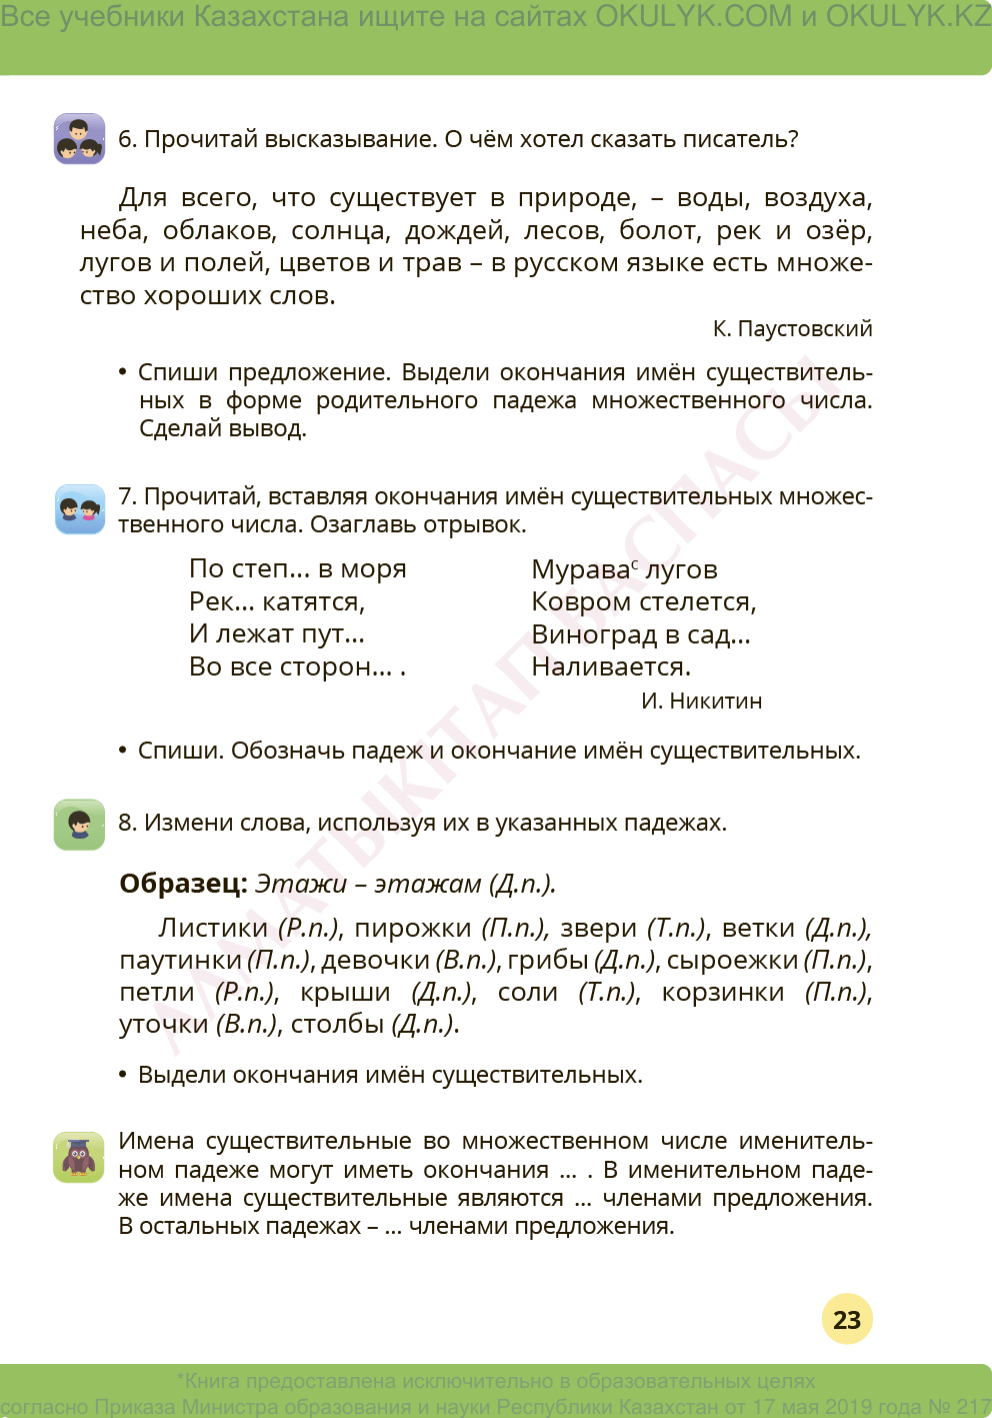 Все учебники Казахстана ищите на сайтах OKULYK.COM и OKULYK.KZ
6. Прочитай высказывание. О чём хотел сказать писатель?
Для всего, что существует в природе, – воды, воздуха,
неба, облаков, солнца, дождей, лесов, болот, рек и озёр,
лугов и полей, цветов и трав – в русском языке есть множе-
ство хороших слов.
К. Паустовский
• Спиши предложение. Выдели окончания имён существитель-
ных в форме родительного падежа множественного числа.
Сделай вывод.
7. Прочитай, вставляя окончания имён существительных множес-
твенного числа. Озаглавь отрывок.
По степ... в моря
Рек... катятся,
И лежат пут...
Во все сторон... .
Мураваᶜ лугов
Ковром стелется,
Виноград в сад...
Наливается.
И. Никитин
• Спиши. Обозначь падеж и окончание имён существительных.
8. Измени слова, используя их в указанных падежах.
Образец: Этажи – этажам (Д.п.).
Листики (Р.п.), пирожки (П.п.), звери (Т.п.), ветки (Д.п.),
паутинки (П.п.), девочки (В.п.), грибы (Д.п.), сыроежки (П.п.),
петли (Р.п.), крыши (Д.п.), соли (Т.п.), корзинки (П.п.),
уточки (В.п.), столбы (Д.п.).
• Выдели окончания имён существительных.
Имена существительные во множественном числе именитель-
ном падеже могут иметь окончания ... . В именительном паде-
же имена существительные являются ... членами предложения.
В остальных падежах – ... членами предложения.
23
АЛМАТЫКІТАП БАСПАСЫ
*Книга предоставлена исключительно в образовательных целях
согласно Приказа Министра образования и науки Республики Казахстан от 17 мая 2019 года № 217